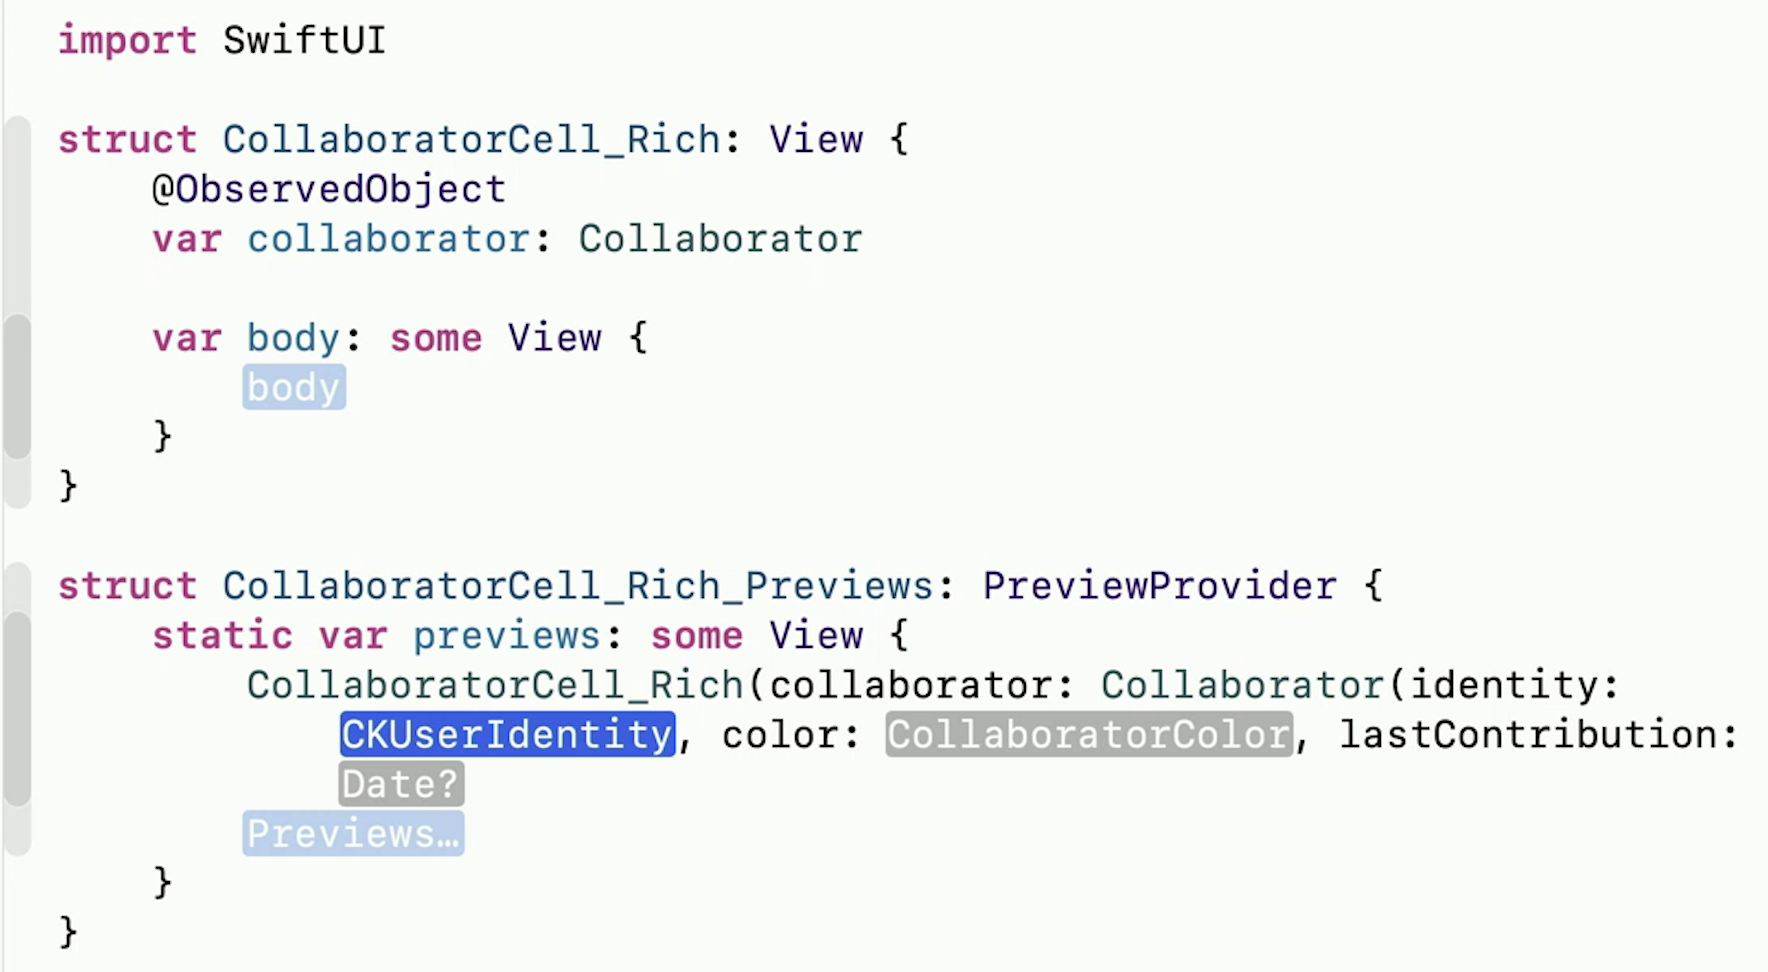 import SwiftUI
struct CollaboratorCell_Rich: View {
@ObservedObject
var collaborator: Collaborator
var body: some View {
body
}
}
struct CollaboratorCell_Rich_Previews: PreviewProvider {
static var previews: some View {
CollaboratorCell_Rich(collaborator: Collaborator(identity:
CKUserIdentity, color: CollaboratorColor, lastContribution:
Date?
Previews…
}
}